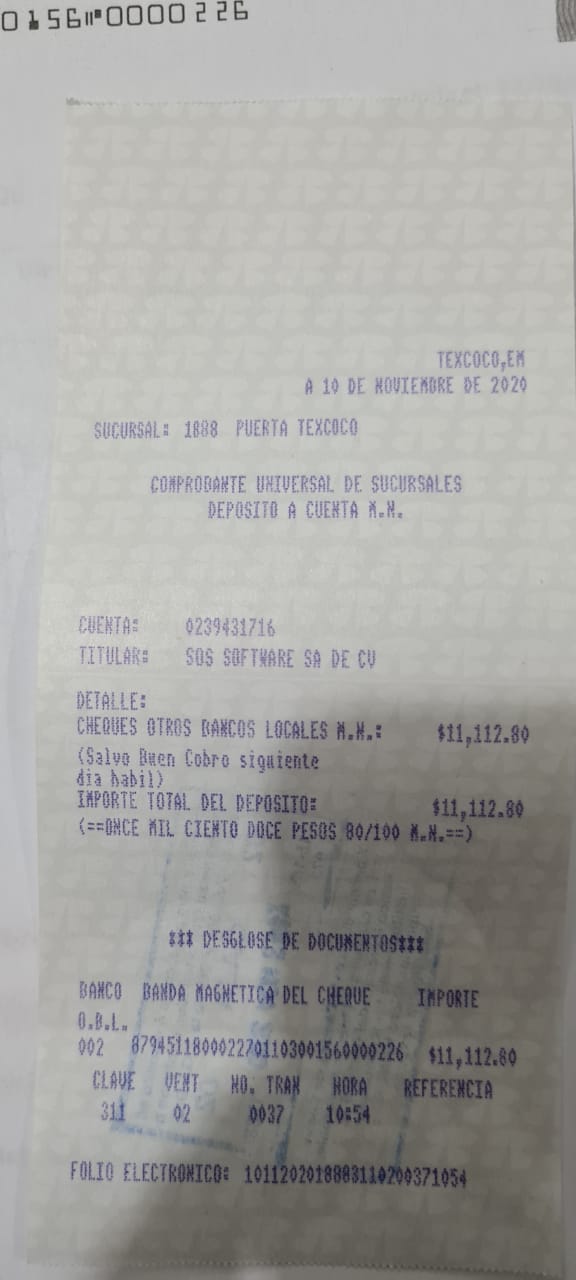 0156⑈0000226
TEXCOCO,EM
A 10 DE NOVIEMBRE DE 2020
SUCURSAL: 1888 PUERTA TEXCOCO
COMPROBANTE UNIVERSAL DE SUCURSALES
DEPOSITO A CUENTA M.N.
CUENTA: 0239431716
TITULAR: SOS SOFTWARE SA DE CV
DETALLE:
CHEQUES OTROS BANCOS LOCALES M.N.: $11,112.80
(Salvo Buen Cobro siguiente
dia habil)
IMPORTE TOTAL DEL DEPOSITO: $11,112.80
(==ONCE MIL CIENTO DOCE PESOS 80/100 M.N.==)
*** DESGLOSE DE DOCUMENTOS***
BANCO BANDA MAGNETICA DEL CHEQUE IMPORTE
O.B.L.
002 8794511800022701103001560000226 $11,112.80
CLAVE VENT NO. TRAN HORA REFERENCIA
311 02 0037 10:54
FOLIO ELECTRONICO: 1011202018883110200371054